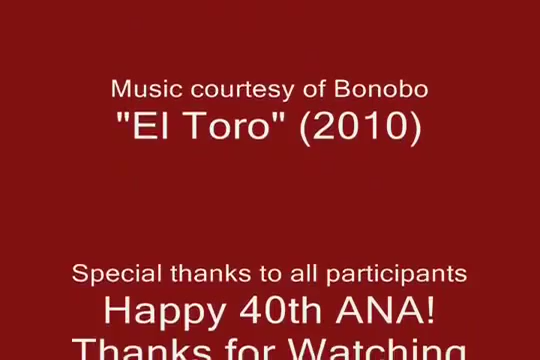 Music courtesy of Bonobo
"El Toro" (2010)
Special thanks to all participants
Happy 40th ANA!
Thanks for Watching